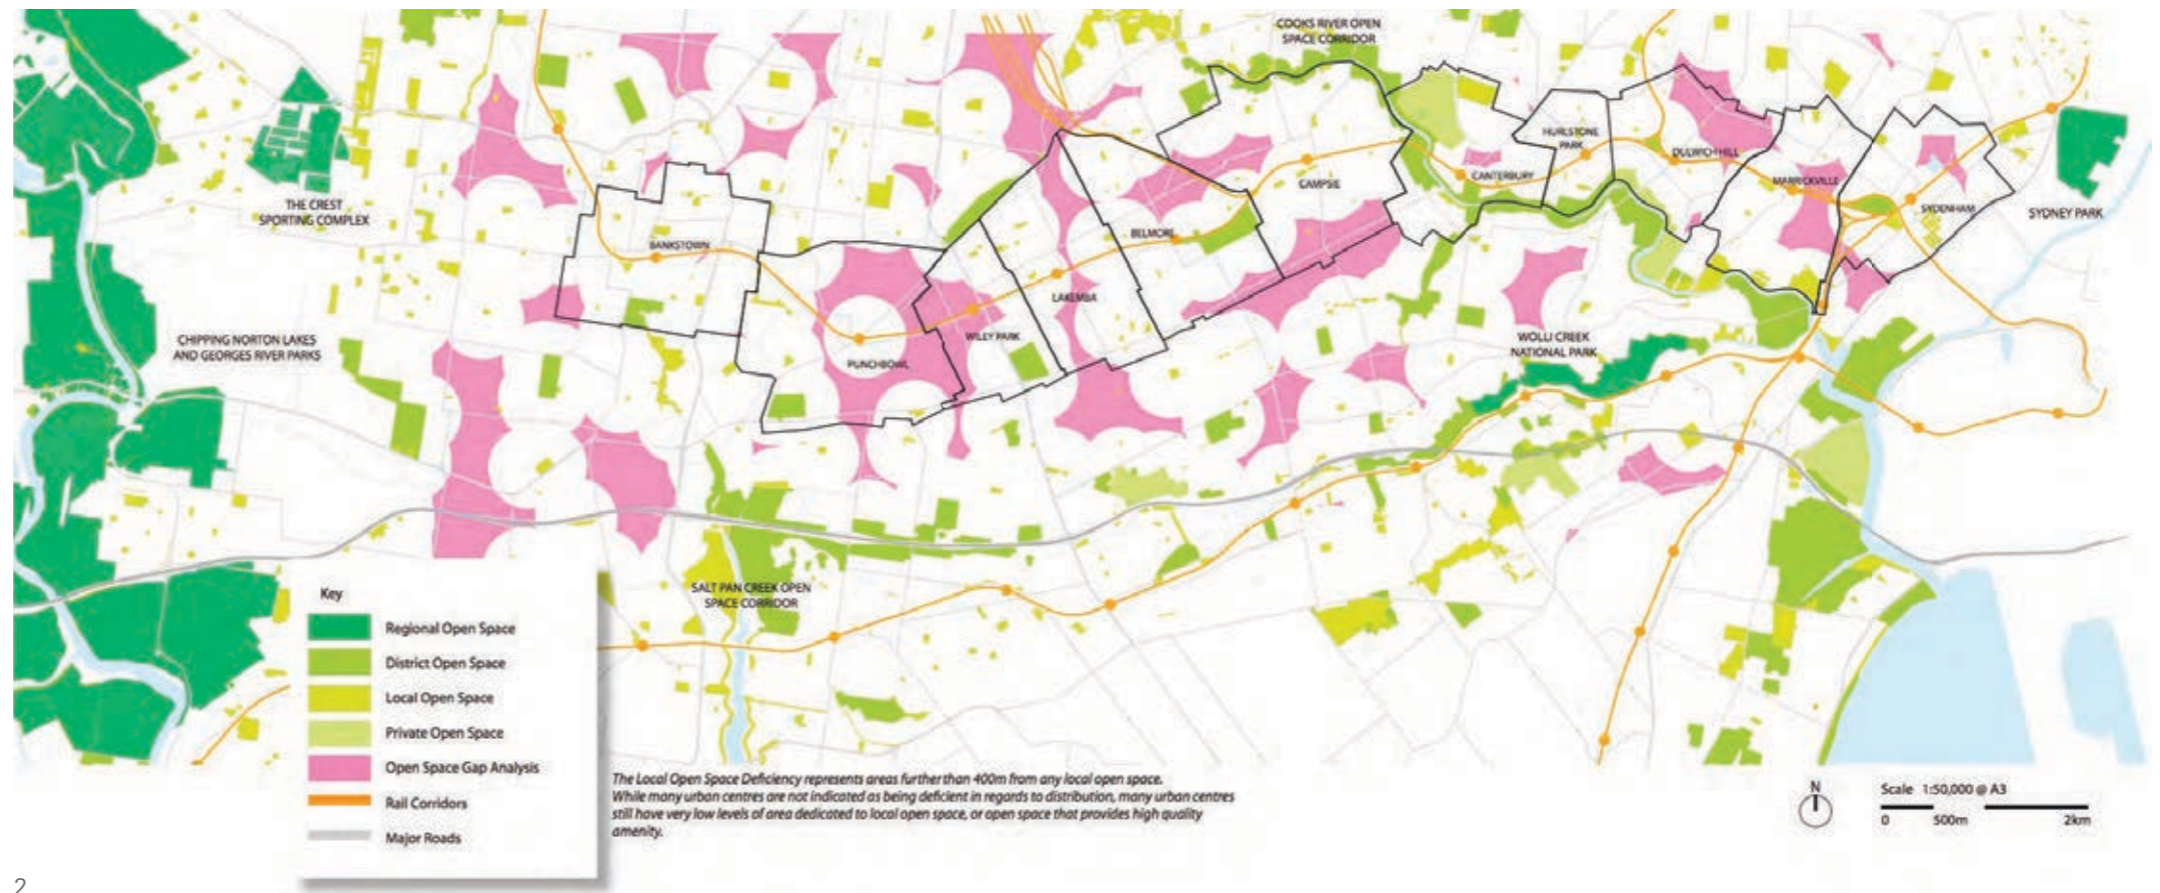 COOKS RIVER OPEN
SPACE CORRIDOR
THE CREST
SPORTING COMPLEX
BANKSTOWN
PUNCHBOWL
WILEY PARK
LAKEMBA
BELMORE
CAMPSIE
CANTERBURY
HURLSTONE
PARK
DULWICH HILL
MARRICKVILLE
SYDENHAM
SYDNEY PARK
CHIPPING NORTON LAKES
AND GEORGES RIVER PARKS
WOLLI CREEK
NATIONAL PARK
SALT PAN CREEK OPEN
SPACE CORRIDOR
Key
Regional Open Space
District Open Space
Local Open Space
Private Open Space
Open Space Gap Analysis
Rail Corridors
Major Roads
The Local Open Space Deficiency represents areas further than 400m from any local open space.
While many urban centres are not indicated as being deficient in regards to distribution, many urban centres
still have very low levels of area dedicated to local open space, or open space that provides high quality
amenity.
N
Scale 1:50,000 @ A3
0 500m 2km
2